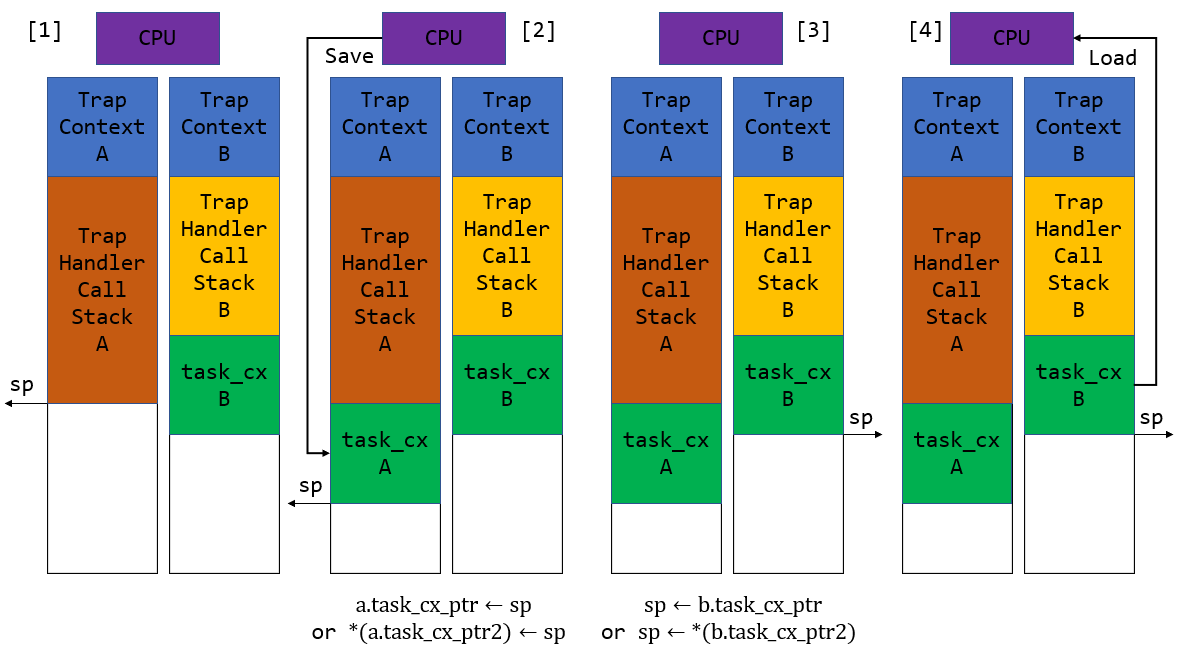 [1]
CPU
Trap
Context
A
Trap
Context
B
Trap
Handler
Call
Stack
A
Trap
Handler
Call
Stack
B
task_cx
B
sp
CPU
[2]
Save
Trap
Context
A
Trap
Context
B
Trap
Handler
Call
Stack
A
Trap
Handler
Call
Stack
B
task_cx
B
task_cx
A
sp
a.task_cx_ptr ← sp
or *(a.task_cx_ptr2) ← sp
CPU
[3]
Trap
Context
A
Trap
Context
B
Trap
Handler
Call
Stack
A
Trap
Handler
Call
Stack
B
task_cx
B
task_cx
A
sp
sp ← b.task_cx_ptr
or sp ← *(b.task_cx_ptr2)
[4]
CPU
Load
Trap
Context
A
Trap
Context
B
Trap
Handler
Call
Stack
A
Trap
Handler
Call
Stack
B
task_cx
B
task_cx
A
sp